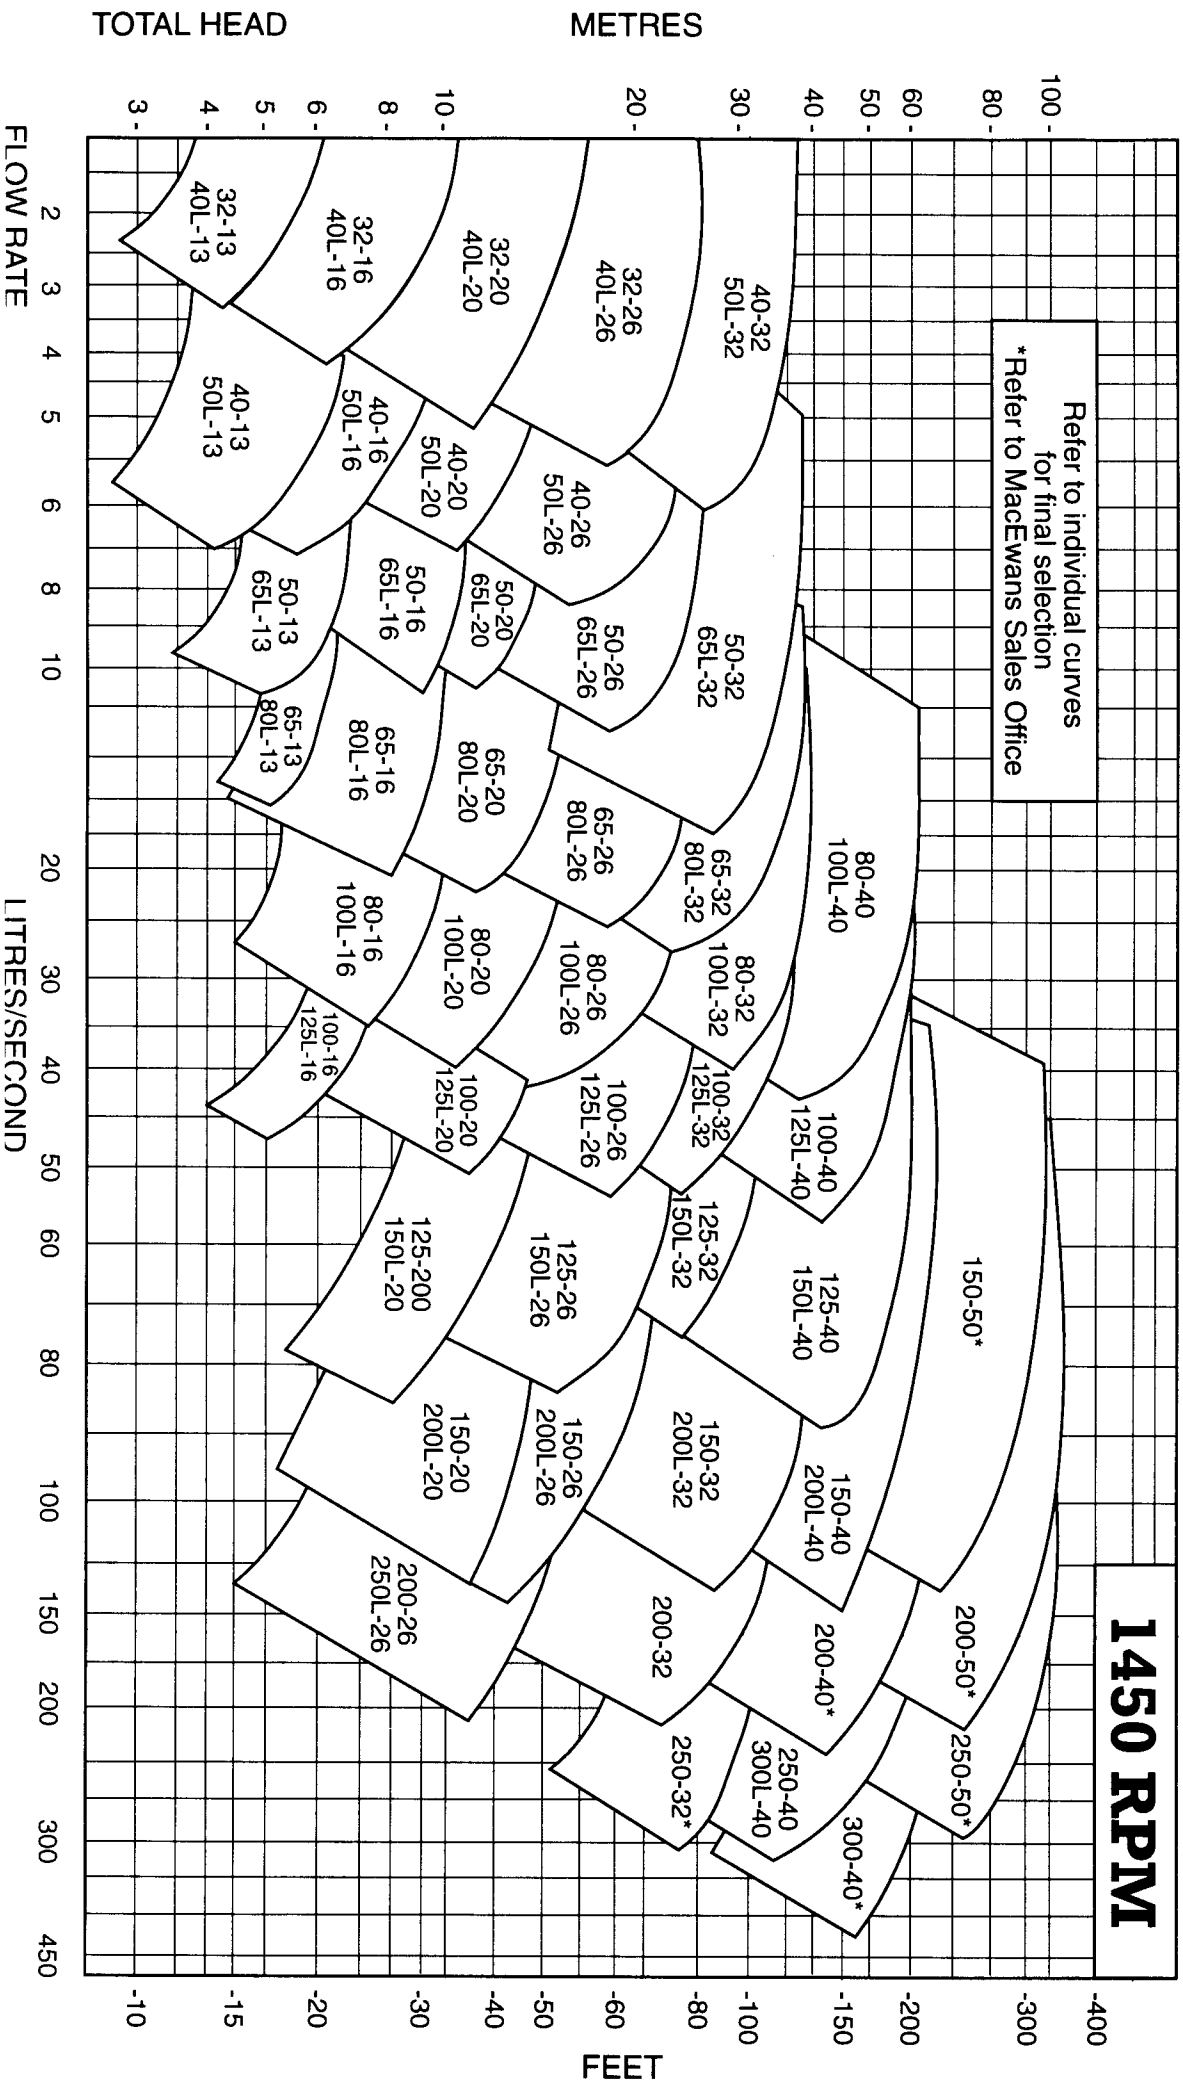 1450 RPM
Refer to individual curves
for final selection
*Refer to MacEwans Sales Office
METRES
TOTAL HEAD
100
80
60
50
40
30
20
10
8
6
5
4
3
-400
-300
-200
-150
-100
-80
-60
-50
-40
-30
-20
-15
-10
FEET
2
3
4
5
6
8
10
20
30
40
50
60
80
100
150
200
300
450
FLOW RATE
LITRES/SECOND
40-32
50L-32
32-26
40L-26
32-20
40L-20
32-16
40L-16
32-13
40L-13
40-26
50L-26
40-20
50L-20
40-16
50L-16
40-13
50L-13
50-32
65L-32
50-26
65L-26
50-20
65L-20
50-16
65L-16
50-13
65L-13
80-40
100L-40
65-32
80L-32
65-26
80L-26
65-20
80L-20
65-16
80L-16
65-13
80L-13
80-32
100L-32
80-26
100L-26
80-20
100L-20
80-16
100L-16
100-40
125L-40
100-32
125L-32
100-26
125L-26
100-20
125L-20
100-16
125L-16
150-50*
125-40
150L-40
125-32
150L-32
125-26
150L-26
125-200
150L-20
150-40
200L-40
150-32
200L-32
150-26
200L-26
150-20
200L-20
200-50*
200-40*
200-32
200-26
250L-26
250-50*
250-40
300L-40
250-32*
300-40*